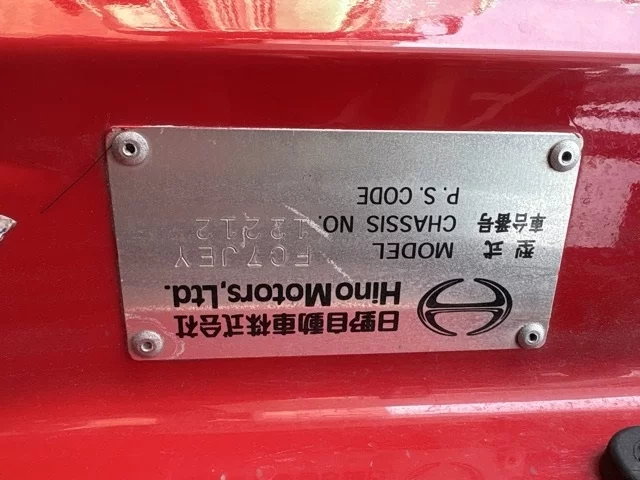 日野自動車株式会社
Hino Motors, Ltd.
型式 MODEL FC7JEY
車台番号 CHASSIS NO. 12212
P. S. CODE